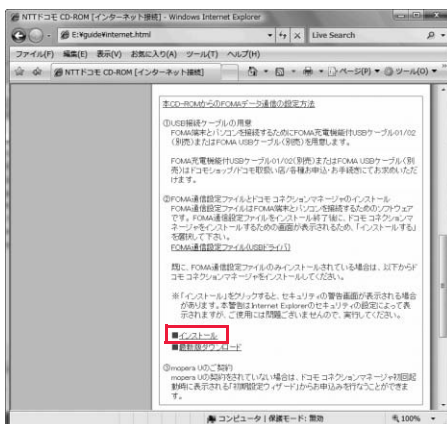 NTTドコモ CD-ROM [インターネット接続] - Windows Internet Explorer
E:¥guide¥internet.html
Live Search
ファイル(F) 編集(E) 表示(V) お気に入り(A) ツール(T) ヘルプ(H)
NTTドコモ CD-ROM [インターネット接続]
ページ(P) ツール(O)
本CD-ROMからのFOMAデータ通信の設定方法
①USB接続ケーブルの用意
FOMA端末とパソコンを接続するためにFOMA充電機能付USBケーブル01/02
(別売)またはFOMA USBケーブル(別売)を用意します。
FOMA充電機能付USBケーブル01/02(別売)またはFOMA USBケーブル(別
売)はドコモショップ/ドコモ取扱い店/各種お申込・お手続きにてお求めいただ
けます。
②FOMA通信設定ファイルとドコモ コネクションマネージャのインストール
FOMA通信設定ファイルはFOMA端末とパソコンを接続するためのソフトウェア
です。FOMA通信設定ファイルをインストール終了後に、ドコモ コネクションマ
ネージャをインストールするための画面が表示されるため、「インストールする」
を選択して下さい。
FOMA通信設定ファイル(USBドライバ)
既に、FOMA通信設定ファイルのみインストールされている場合は、以下からド
コモ コネクションマネージャをインストールしてください。
※「インストール」をクリックすると、セキュリティの警告画面が表示される場合
があります。本警告はInternet Explorerのセキュリティの設定によって表
示されますが、ご使用には問題ございませんので、実行してください。
■インストール
■最新版ダウンロード
③mopera Uのご契約
mopera Uの契約をされていない場合は、ドコモ コネクションマネージャ初回起
動時に表示される「初期設定ウィザード」からお申込みを行なうことができま
す。
コンピュータ | 保護モード: 無効
100%